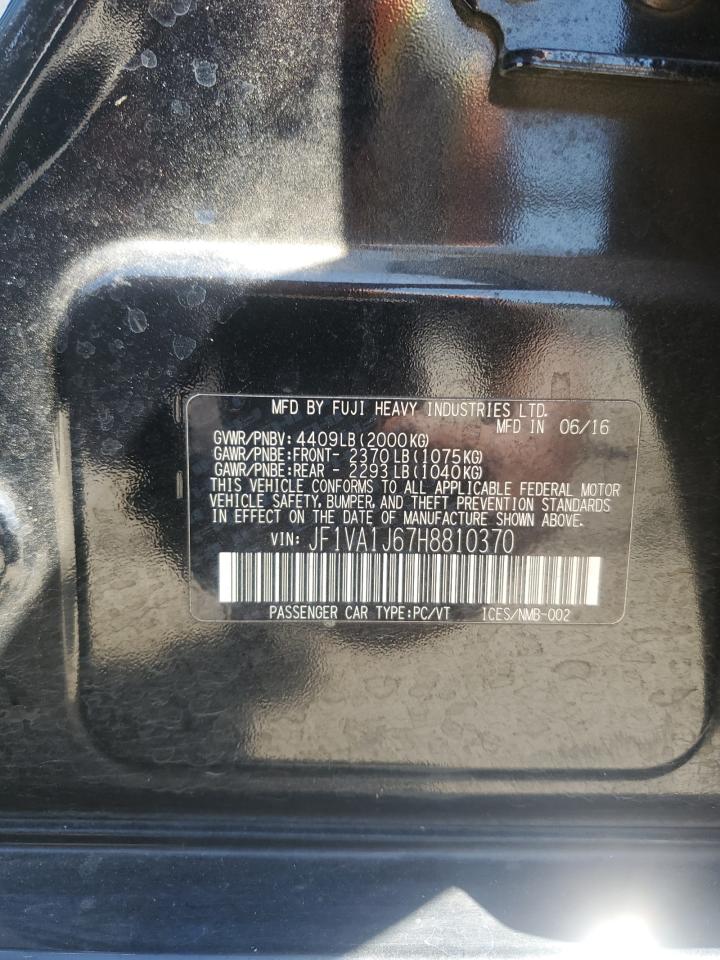 MFD BY FUJI HEAVY INDUSTRIES LTD.
MFD IN 06/16
GVWR/PNBV: 4409LB(2000KG)
GAWR/PNBE:FRONT- 2370LB(1075KG)
GAWR/PNBE:REAR - 2293LB(1040KG)
THIS VEHICLE CONFORMS TO ALL APPLICABLE FEDERAL MOTOR
VEHICLE SAFETY, BUMPER, AND THEFT PREVENTION STANDARDS
IN EFFECT ON THE DATE OF MANUFACTURE SHOWN ABOVE.
VIN: JF1VA1J67H8810370
PASSENGER CAR TYPE:PC/VT ICES/NMB-002